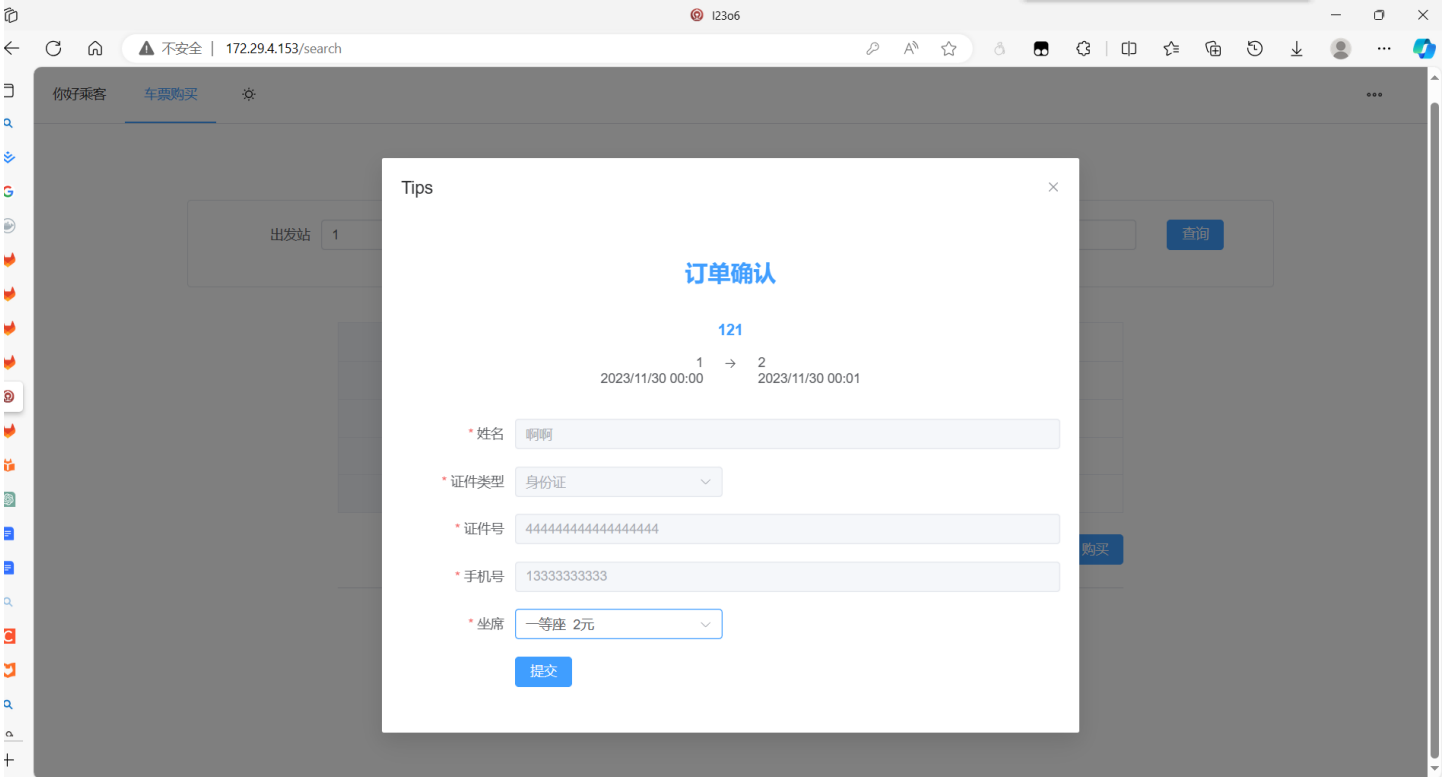 l23o6
不安全 | 172.29.4.153/search
你好乘客 车票购买
Tips
出发站 1 查询
订单确认
121
1 → 2
2023/11/30 00:00 2023/11/30 00:01
* 姓名 啊啊
* 证件类型 身份证
* 证件号 444444444444444444
* 手机号 13333333333
* 坐席 一等座 2元
提交
购买